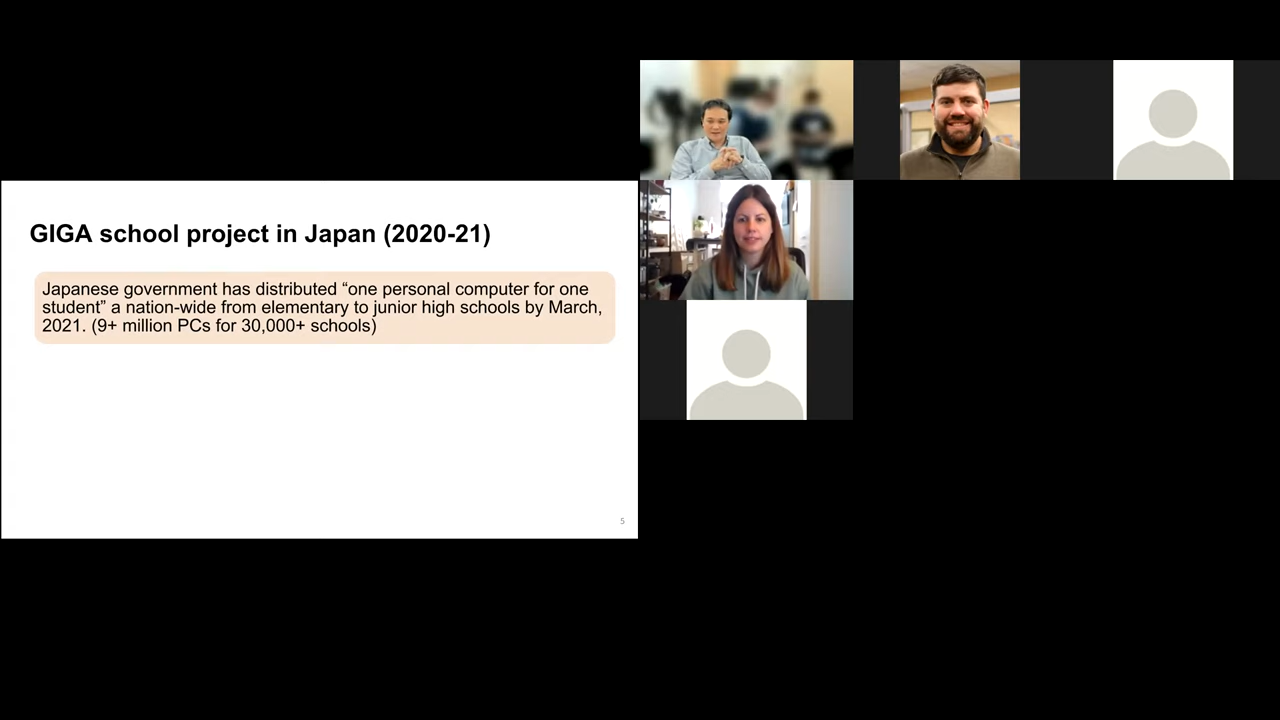 GIGA school project in Japan (2020-21)
Japanese government has distributed “one personal computer for one
student” a nation-wide from elementary to junior high schools by March,
2021. (9+ million PCs for 30,000+ schools)
5